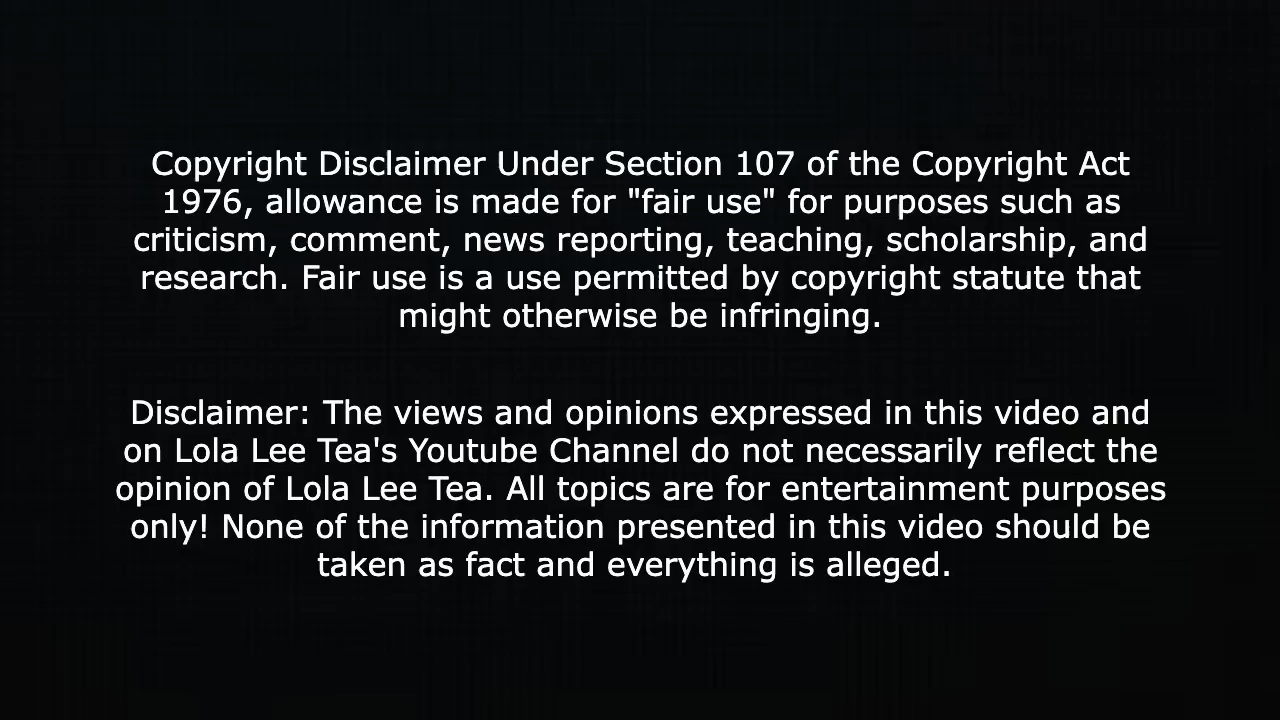 Copyright Disclaimer Under Section 107 of the Copyright Act
1976, allowance is made for "fair use" for purposes such as
criticism, comment, news reporting, teaching, scholarship, and
research. Fair use is a use permitted by copyright statute that
might otherwise be infringing.
Disclaimer: The views and opinions expressed in this video and
on Lola Lee Tea's Youtube Channel do not necessarily reflect the
opinion of Lola Lee Tea. All topics are for entertainment purposes
only! None of the information presented in this video should be
taken as fact and everything is alleged.